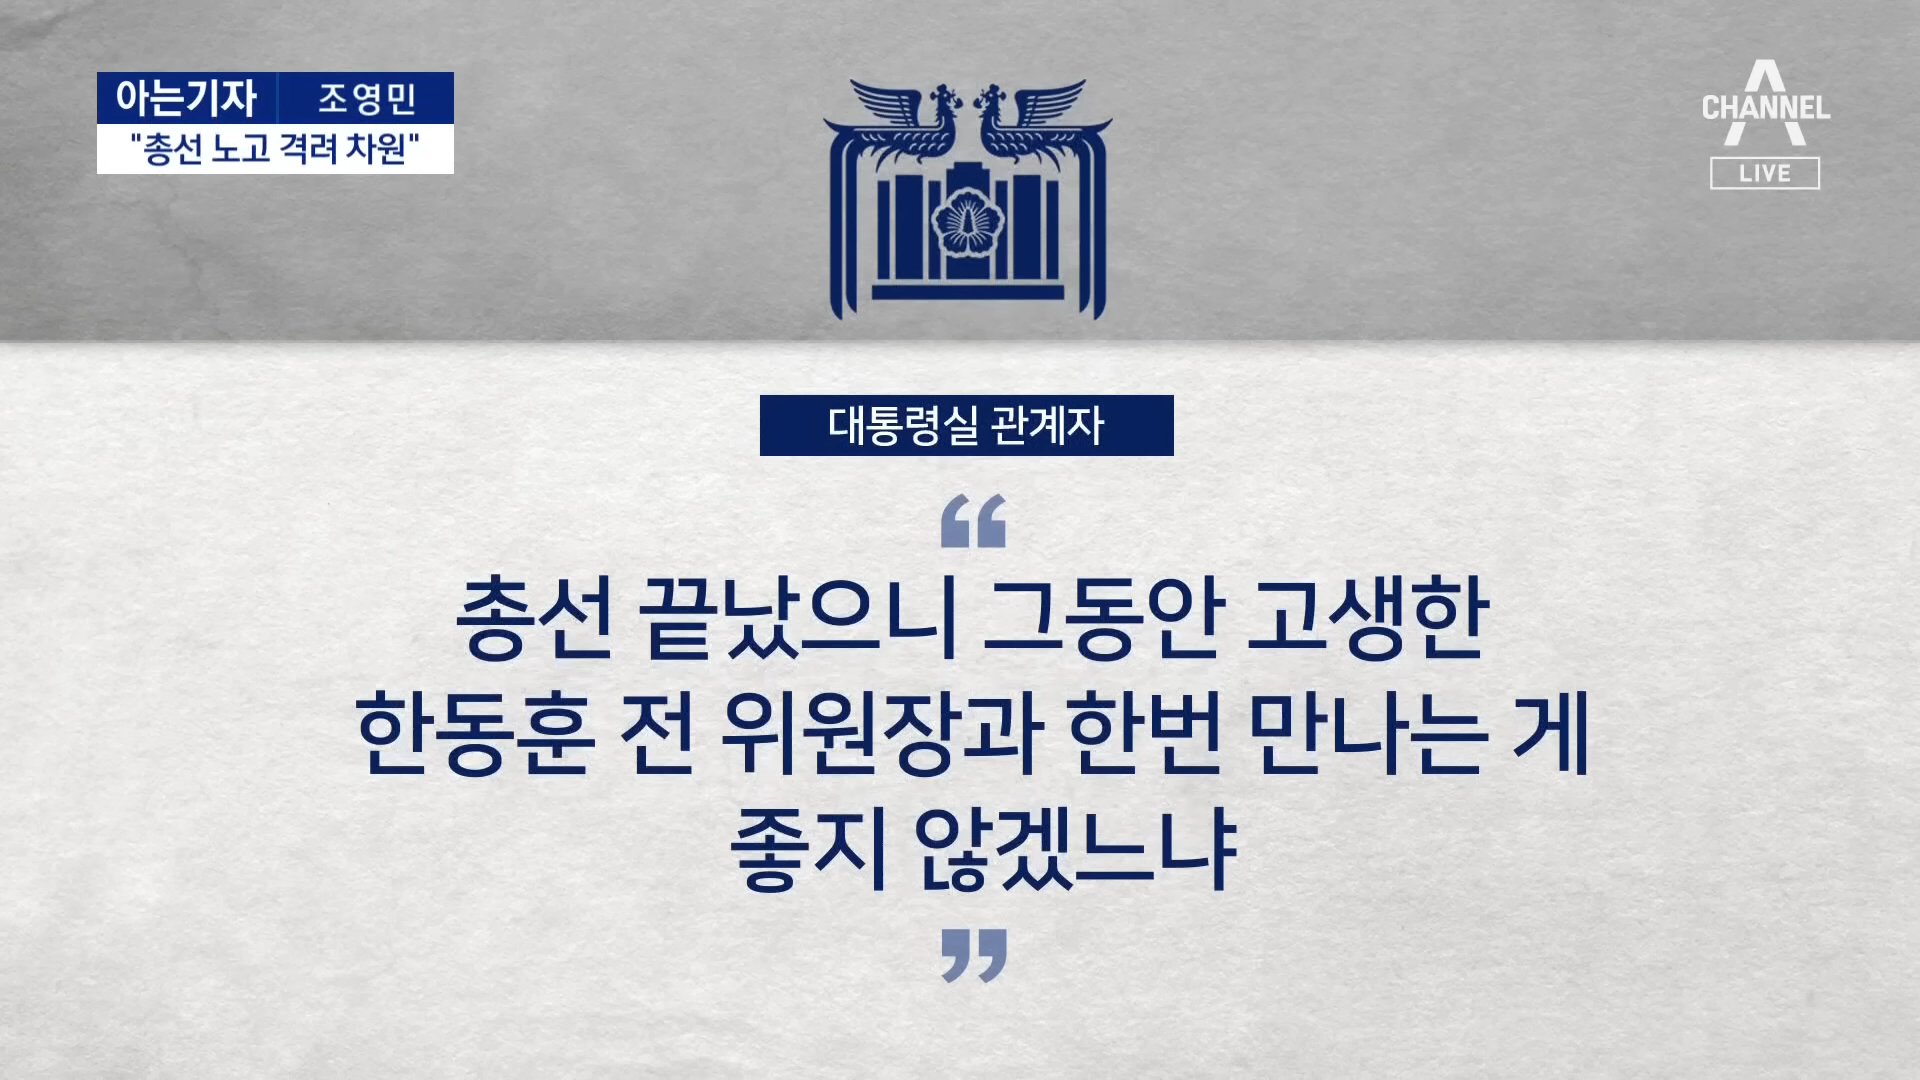 아는기자 조영민
"총선 노고 격려 차원"
CHANNEL A
LIVE
대통령실 관계자
“
총선 끝났으니 그동안 고생한
한동훈 전 위원장과 한번 만나는 게
좋지 않겠느냐
”